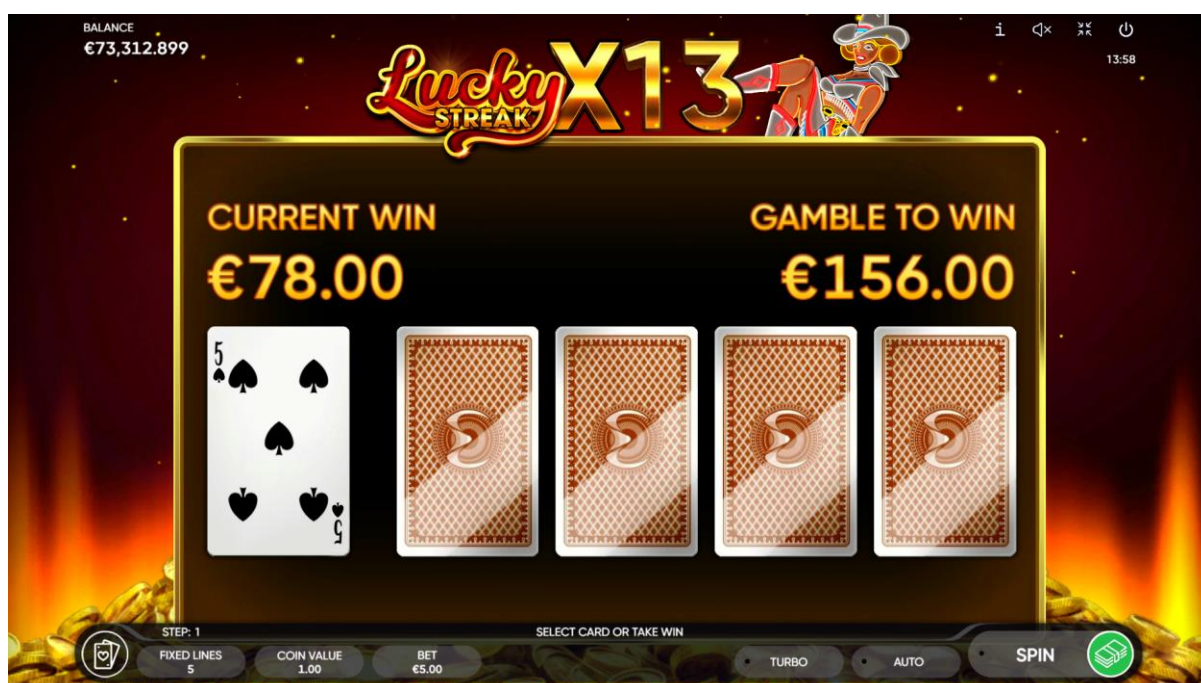 BALANCE
€73,312.899
i
13:58
Lucky
STREAK
X13
CURRENT WIN
€78.00
GAMBLE TO WIN
€156.00
5
5
STEP: 1
SELECT CARD OR TAKE WIN
FIXED LINES
5
COIN VALUE
1.00
BET
€5.00
TURBO
AUTO
SPIN